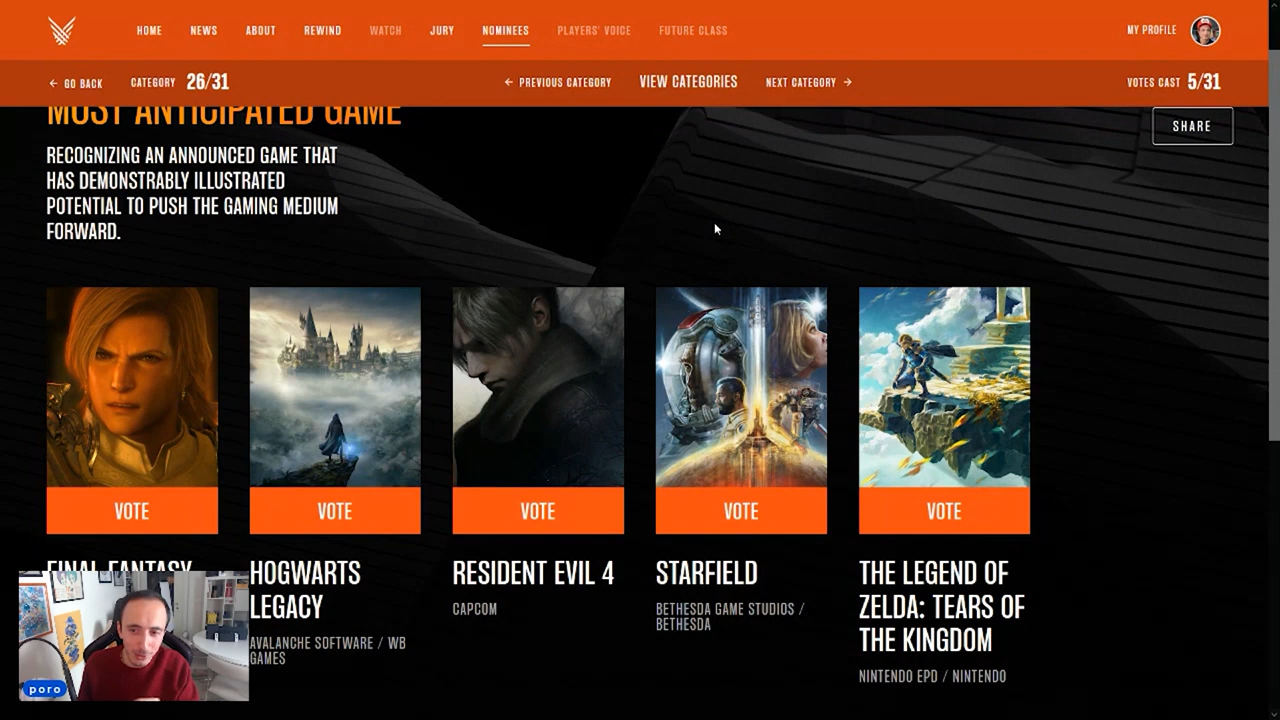 HOME
NEWS
ABOUT
REWIND
WATCH
JURY
NOMINEES
PLAYERS' VOICE
FUTURE CLASS
MY PROFILE
← GO BACK
CATEGORY 26/31
← PREVIOUS CATEGORY
VIEW CATEGORIES
NEXT CATEGORY →
VOTES CAST 5/31
MOST ANTICIPATED GAME
SHARE
RECOGNIZING AN ANNOUNCED GAME THAT
HAS DEMONSTRABLY ILLUSTRATED
POTENTIAL TO PUSH THE GAMING MEDIUM
FORWARD.
VOTE
VOTE
VOTE
VOTE
VOTE
FINAL FANTASY
HOGWARTS
LEGACY
AVALANCHE SOFTWARE / WB
GAMES
RESIDENT EVIL 4
CAPCOM
STARFIELD
BETHESDA GAME STUDIOS /
BETHESDA
THE LEGEND OF
ZELDA: TEARS OF
THE KINGDOM
NINTENDO EPD / NINTENDO
poro